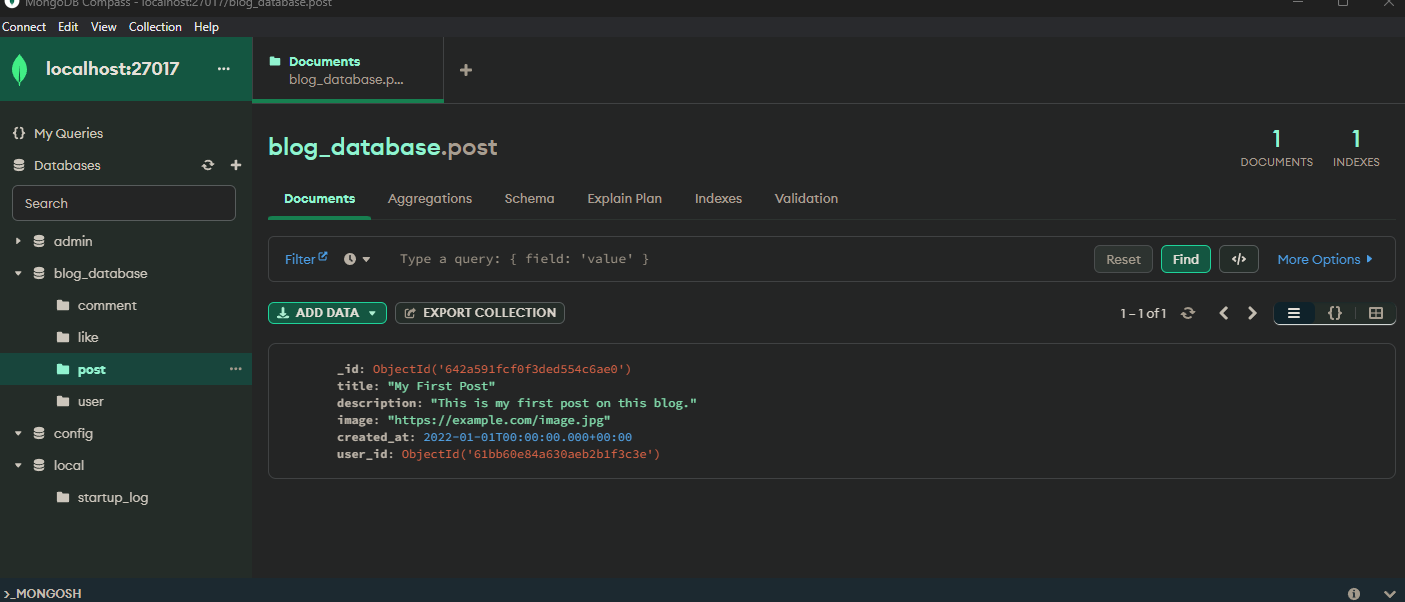 MongoDB Compass - localhost:27017/blog_database.post
Connect Edit View Collection Help
localhost:27017 ...
Documents
blog_database.p...
My Queries
Databases
Search
admin
blog_database
comment
like
post
user
config
local
startup_log
blog_database.post
1
DOCUMENTS
1
INDEXES
Documents Aggregations Schema Explain Plan Indexes Validation
Filter Type a query: { field: 'value' } Reset Find </> More Options
ADD DATA EXPORT COLLECTION 1 – 1 of 1 {}
_id: ObjectId('642a591fcf0f3ded554c6ae0')
title: "My First Post"
description: "This is my first post on this blog."
image: "https://example.com/image.jpg"
created_at: 2022-01-01T00:00:00.000+00:00
user_id: ObjectId('61bb60e84a630aeb2b1f3c3e')
>_MONGOSH